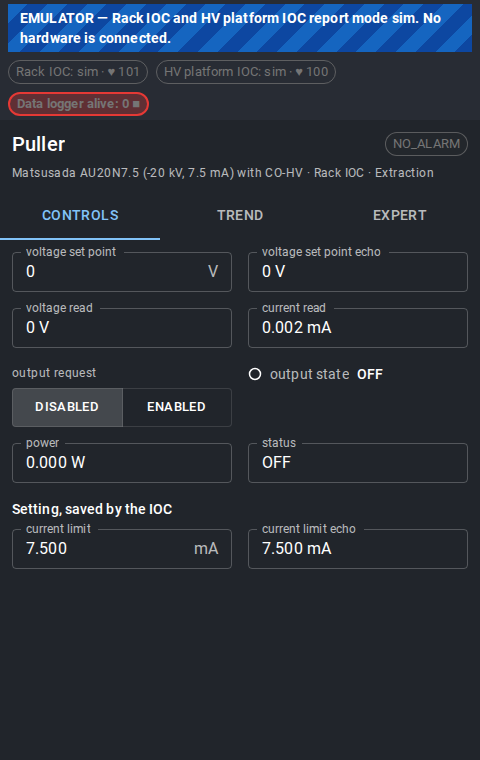 EMULATOR — Rack IOC and HV platform IOC report mode sim. No
hardware is connected.
Rack IOC: sim · ♥ 101
HV platform IOC: sim · ♥ 100
Data logger alive: 0 ■
Puller
NO_ALARM
Matsusada AU20N7.5 (-20 kV, 7.5 mA) with CO-HV · Rack IOC · Extraction
CONTROLS
TREND
EXPERT
voltage set point
0 V
voltage set point echo
0 V
voltage read
0 V
current read
0.002 mA
output request
output state OFF
DISABLED
ENABLED
power
0.000 W
status
OFF
Setting, saved by the IOC
current limit
7.500 mA
current limit echo
7.500 mA